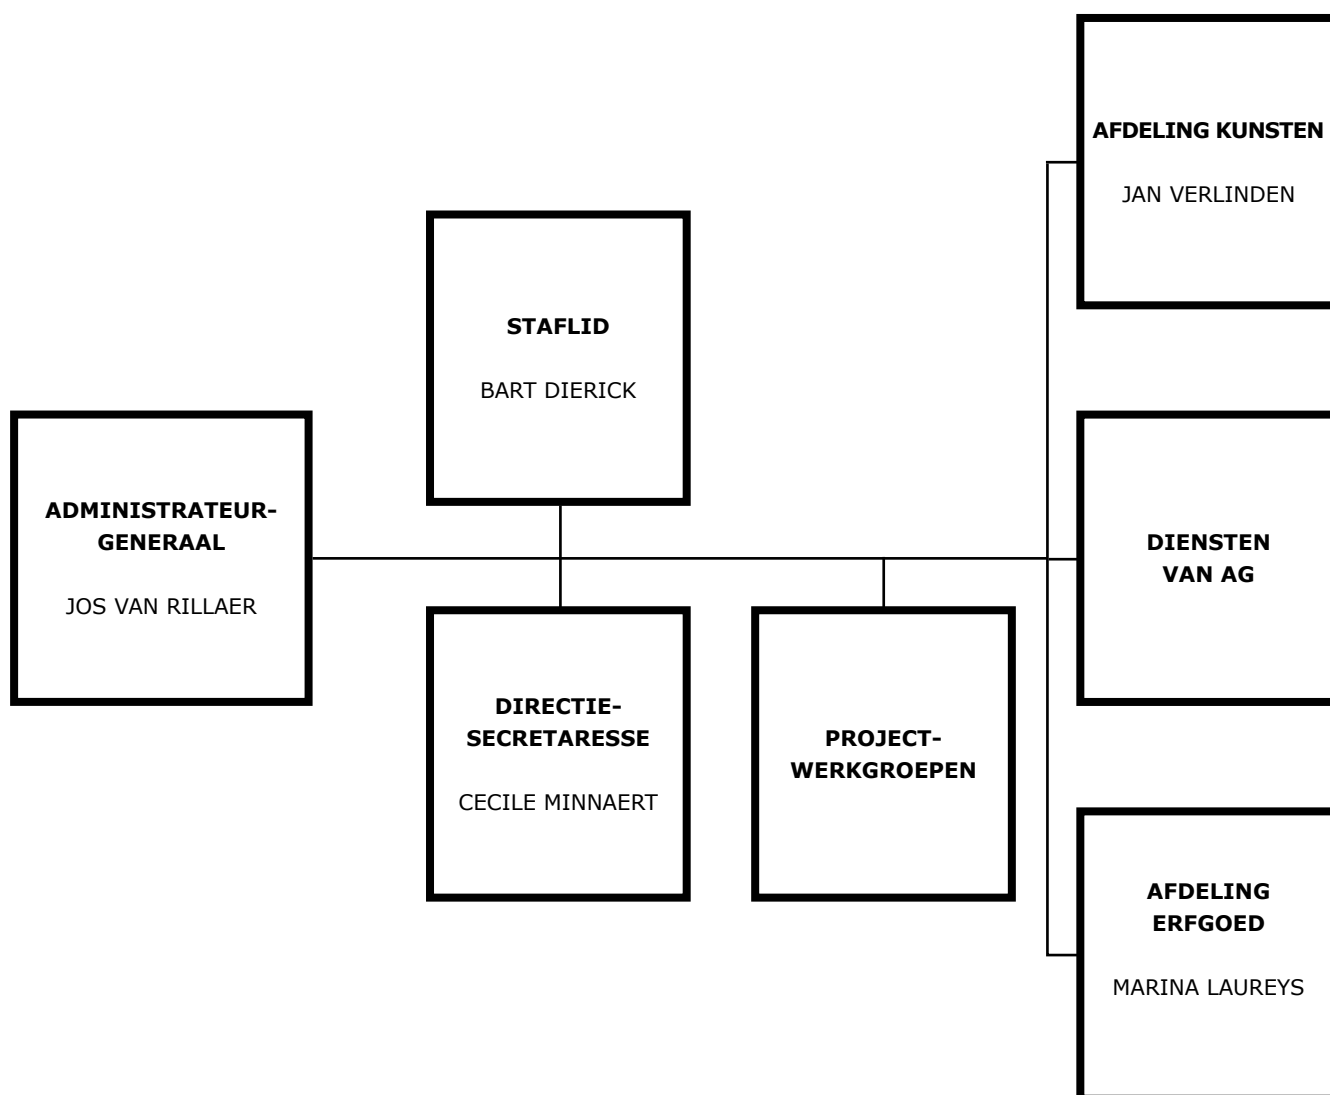 AFDELING KUNSTEN
JAN VERLINDEN
STAFLID
BART DIERICK
ADMINISTRATEUR-
GENERAAL
JOS VAN RILLAER
DIENSTEN
VAN AG
DIRECTIE-
SECRETARESSE
CECILE MINNAERT
PROJECT-
WERKGROEPEN
AFDELING
ERFGOED
MARINA LAUREYS